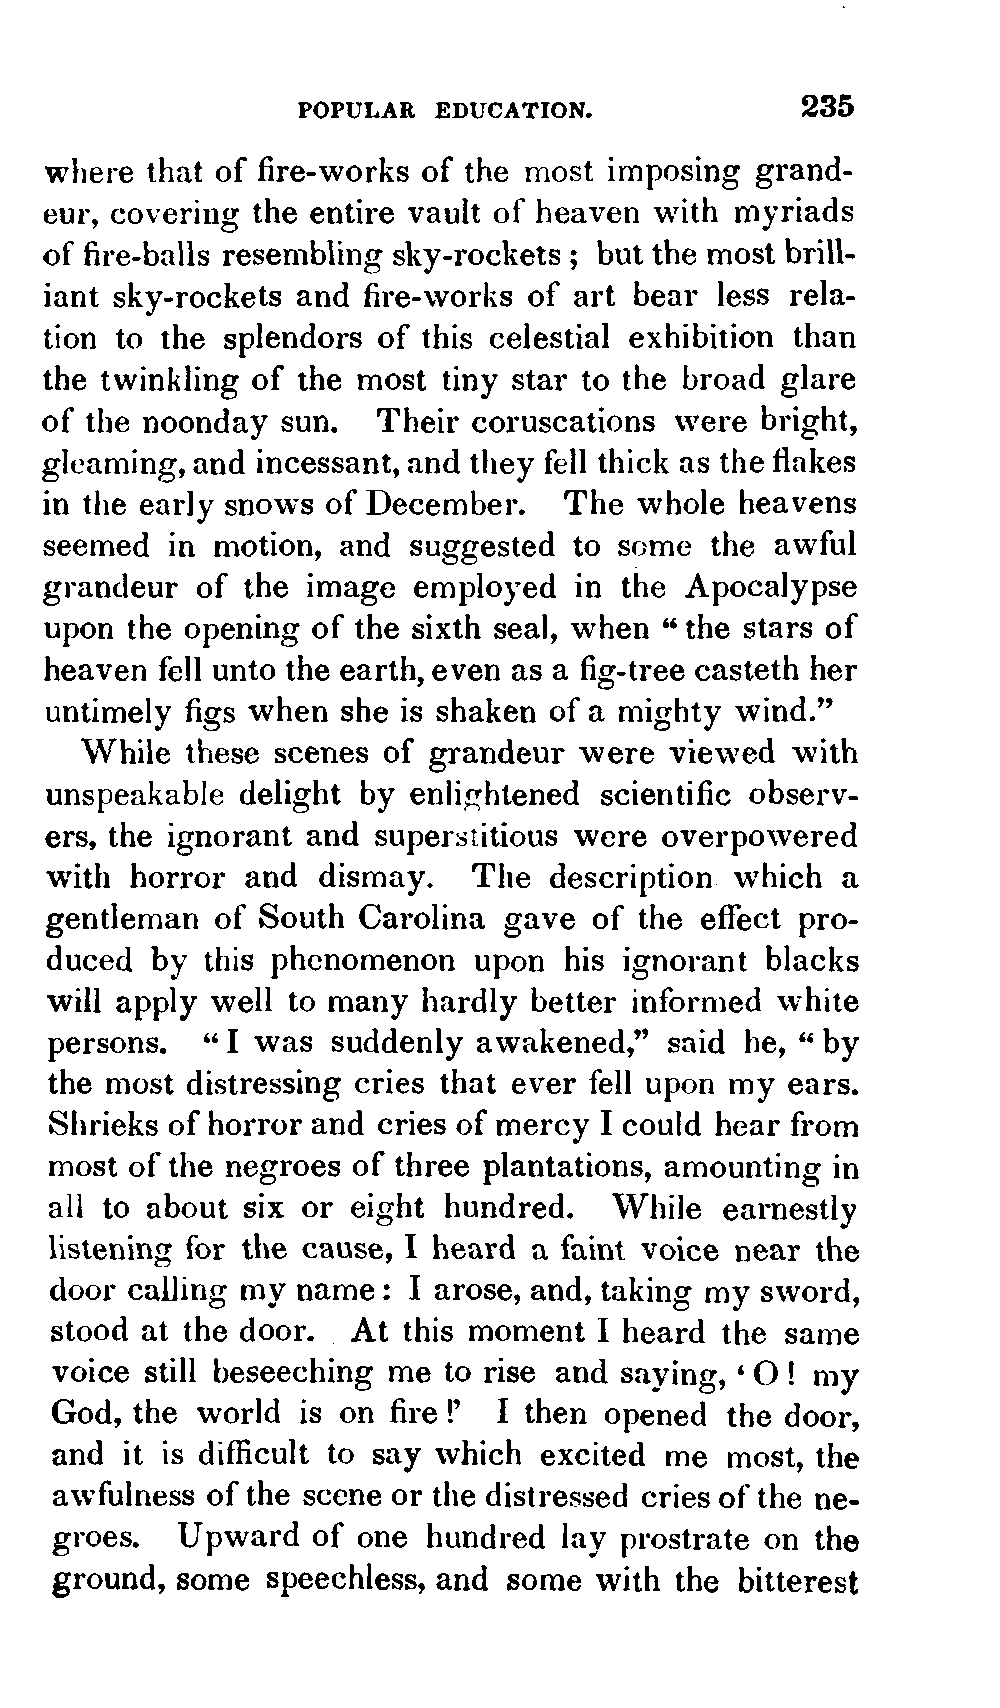 POPULAR EDUCATION. 235
where that of fire-works of the most imposing grand-
eur, covering the entire vault of heaven with myriads
of fire-balls resembling sky-rockets ; but the most brill-
iant sky-rockets and fire-works of art bear less rela-
tion to the splendors of this celestial exhibition than
the twinkling of the most tiny star to the broad glare
of the noonday sun. Their coruscations were bright,
gleaming, and incessant, and they fell thick as the flakes
in the early snows of December. The whole heavens
seemed in motion, and suggested to some the awful
grandeur of the image employed in the Apocalypse
upon the opening of the sixth seal, when “ the stars of
heaven fell unto the earth, even as a fig-tree casteth her
untimely figs when she is shaken of a mighty wind.”
While these scenes of grandeur were viewed with
unspeakable delight by enlightened scientific observ-
ers, the ignorant and superstitious were overpowered
with horror and dismay. The description which a
gentleman of South Carolina gave of the effect pro-
duced by this phenomenon upon his ignorant blacks
will apply well to many hardly better informed white
persons. “ I was suddenly awakened,” said he, “ by
the most distressing cries that ever fell upon my ears.
Shrieks of horror and cries of mercy I could hear from
most of the negroes of three plantations, amounting in
all to about six or eight hundred. While earnestly
listening for the cause, I heard a faint voice near the
door calling my name : I arose, and, taking my sword,
stood at the door. At this moment I heard the same
voice still beseeching me to rise and saying, ‘ O ! my
God, the world is on fire !’ I then opened the door,
and it is difficult to say which excited me most, the
awfulness of the scene or the distressed cries of the ne-
groes. Upward of one hundred lay prostrate on the
ground, some speechless, and some with the bitterest